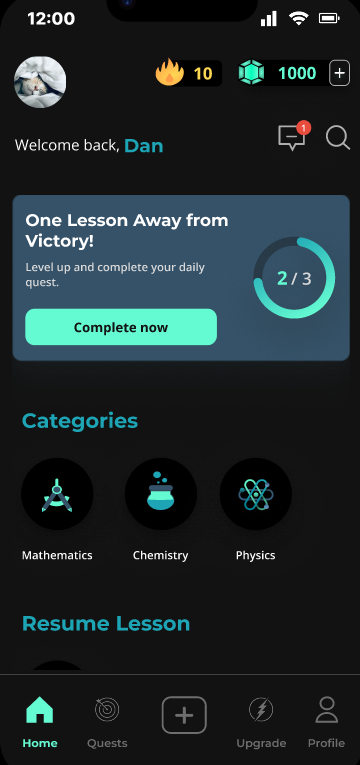 12:00
10
1000
Welcome back, Dan
1
One Lesson Away from
Victory!
Level up and complete your daily
quest.
2 / 3
Complete now
Categories
Mathematics
Chemistry
Physics
Resume Lesson
Home
Quests
Upgrade
Profile